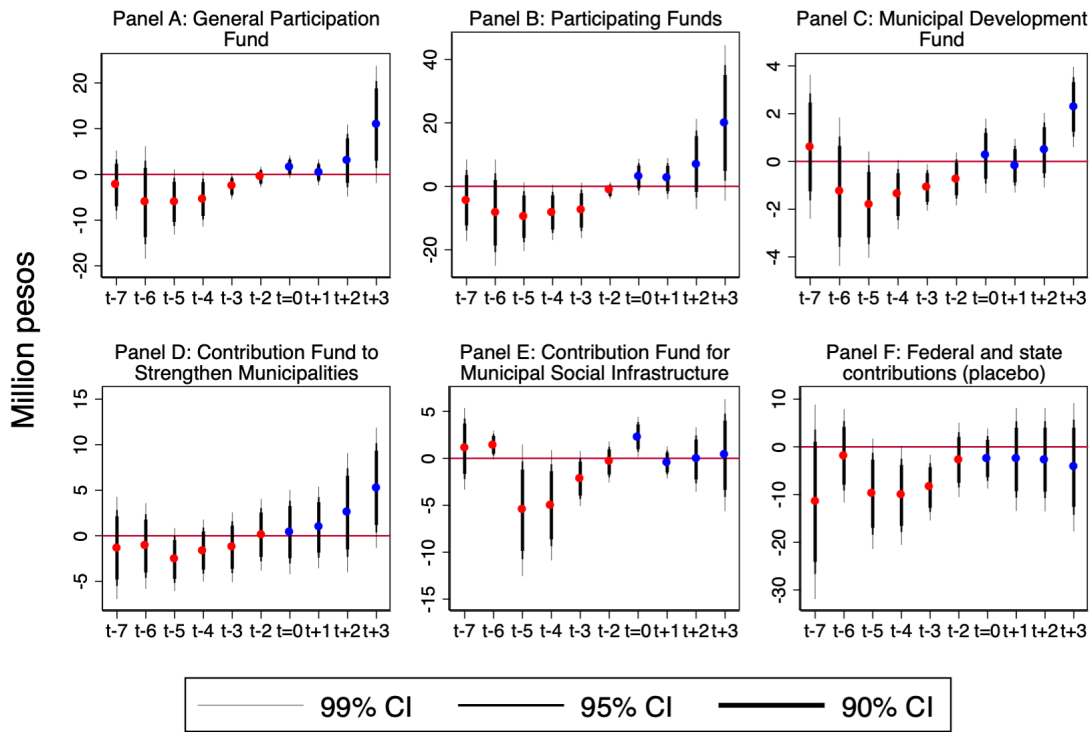 Panel A: General Participation
Fund
Panel B: Participating Funds
Panel C: Municipal Development
Fund
20
10
0
-10
-20
t-7 t-6 t-5 t-4 t-3 t-2 t=0 t+1 t+2 t+3
40
20
0
-20
t-7 t-6 t-5 t-4 t-3 t-2 t=0 t+1 t+2 t+3
4
2
0
-2
-4
t-7 t-6 t-5 t-4 t-3 t-2 t=0 t+1 t+2 t+3
Million pesos
Panel D: Contribution Fund to
Strengthen Municipalities
Panel E: Contribution Fund for
Municipal Social Infrastructure
Panel F: Federal and state
contributions (placebo)
15
10
5
0
-5
t-7 t-6 t-5 t-4 t-3 t-2 t=0 t+1 t+2 t+3
5
0
-5
-10
-15
t-7 t-6 t-5 t-4 t-3 t-2 t=0 t+1 t+2 t+3
10
0
-10
-20
-30
t-7 t-6 t-5 t-4 t-3 t-2 t=0 t+1 t+2 t+3
99% CI 95% CI 90% CI